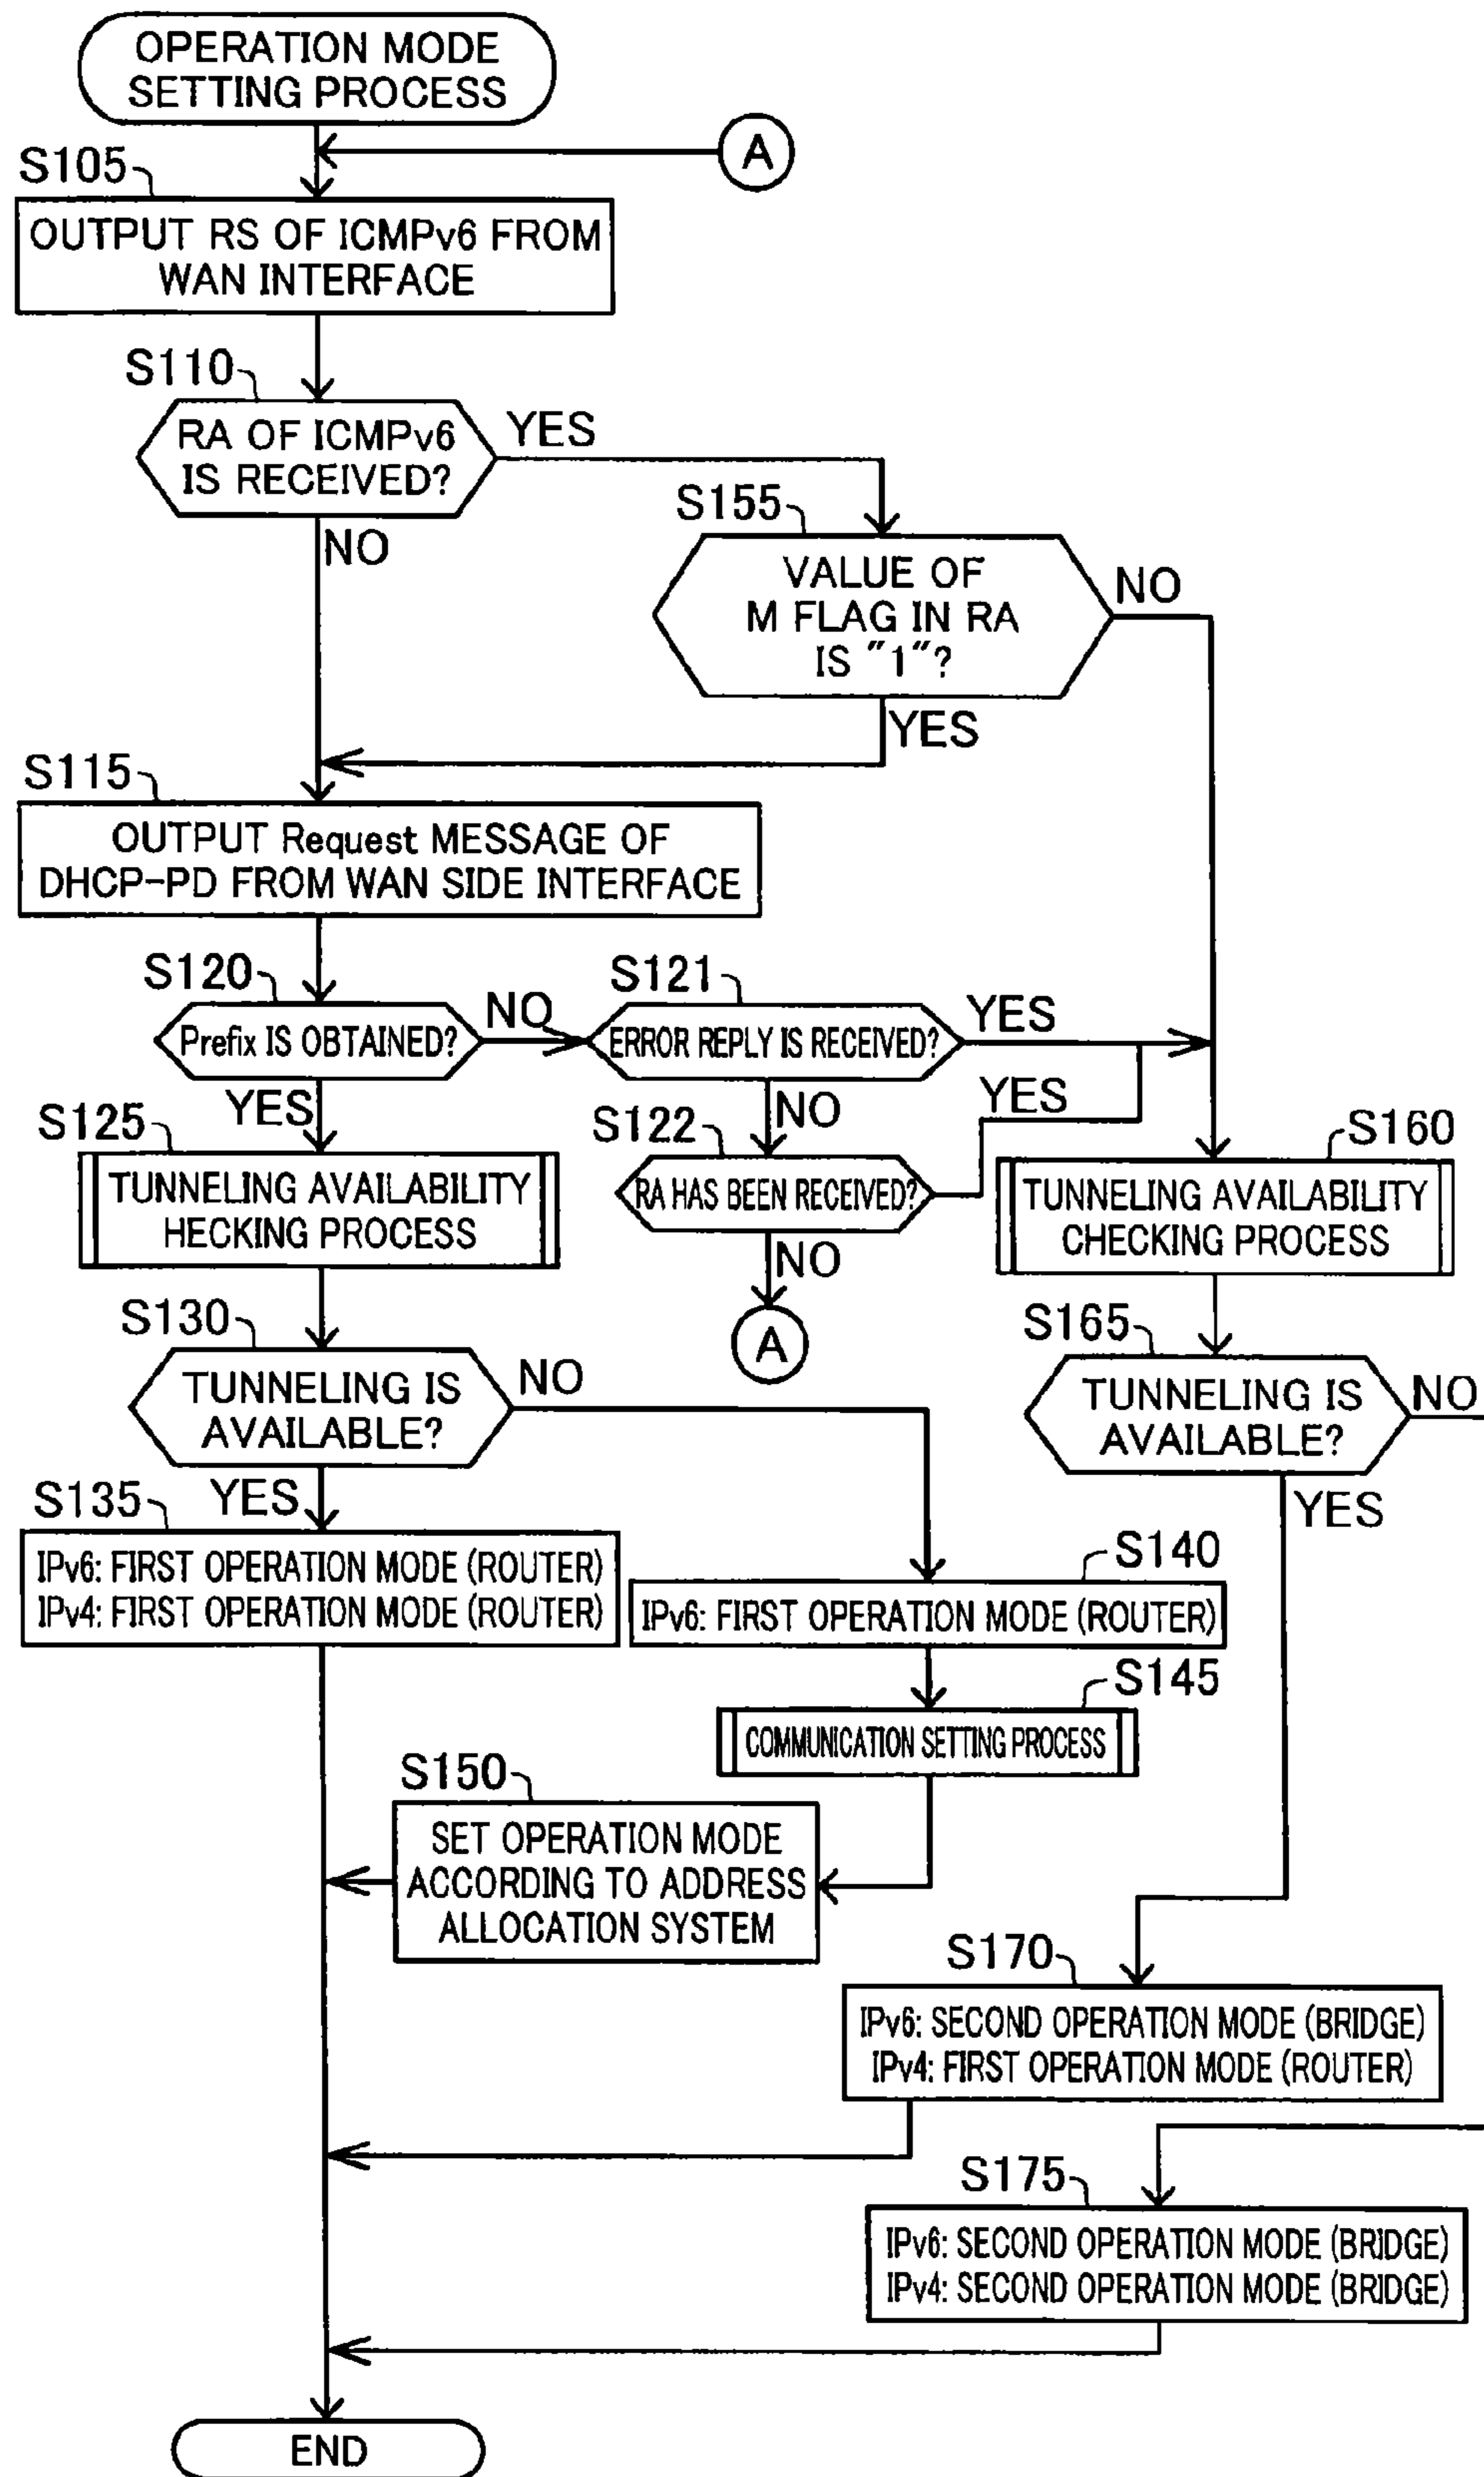 OPERATION MODE
SETTING PROCESS
A
S105
OUTPUT RS OF ICMPv6 FROM
WAN INTERFACE
S110
RA OF ICMPv6
IS RECEIVED?
YES
NO
S155
VALUE OF
M FLAG IN RA
IS "1"?
NO
YES
S115
OUTPUT Request MESSAGE OF
DHCP-PD FROM WAN SIDE INTERFACE
S120
Prefix IS OBTAINED?
NO
YES
S121
ERROR REPLY IS RECEIVED?
YES
NO
S122
RA HAS BEEN RECEIVED?
YES
NO
A
S125
TUNNELING AVAILABILITY
HECKING PROCESS
S160
TUNNELING AVAILABILITY
CHECKING PROCESS
S130
TUNNELING IS
AVAILABLE?
NO
YES
S165
TUNNELING IS
AVAILABLE?
NO
YES
S135
IPv6: FIRST OPERATION MODE (ROUTER)
IPv4: FIRST OPERATION MODE (ROUTER)
S140
IPv6: FIRST OPERATION MODE (ROUTER)
S145
COMMUNICATION SETTING PROCESS
S150
SET OPERATION MODE
ACCORDING TO ADDRESS
ALLOCATION SYSTEM
S170
IPv6: SECOND OPERATION MODE (BRIDGE)
IPv4: FIRST OPERATION MODE (ROUTER)
S175
IPv6: SECOND OPERATION MODE (BRIDGE)
IPv4: SECOND OPERATION MODE (BRIDGE)
END